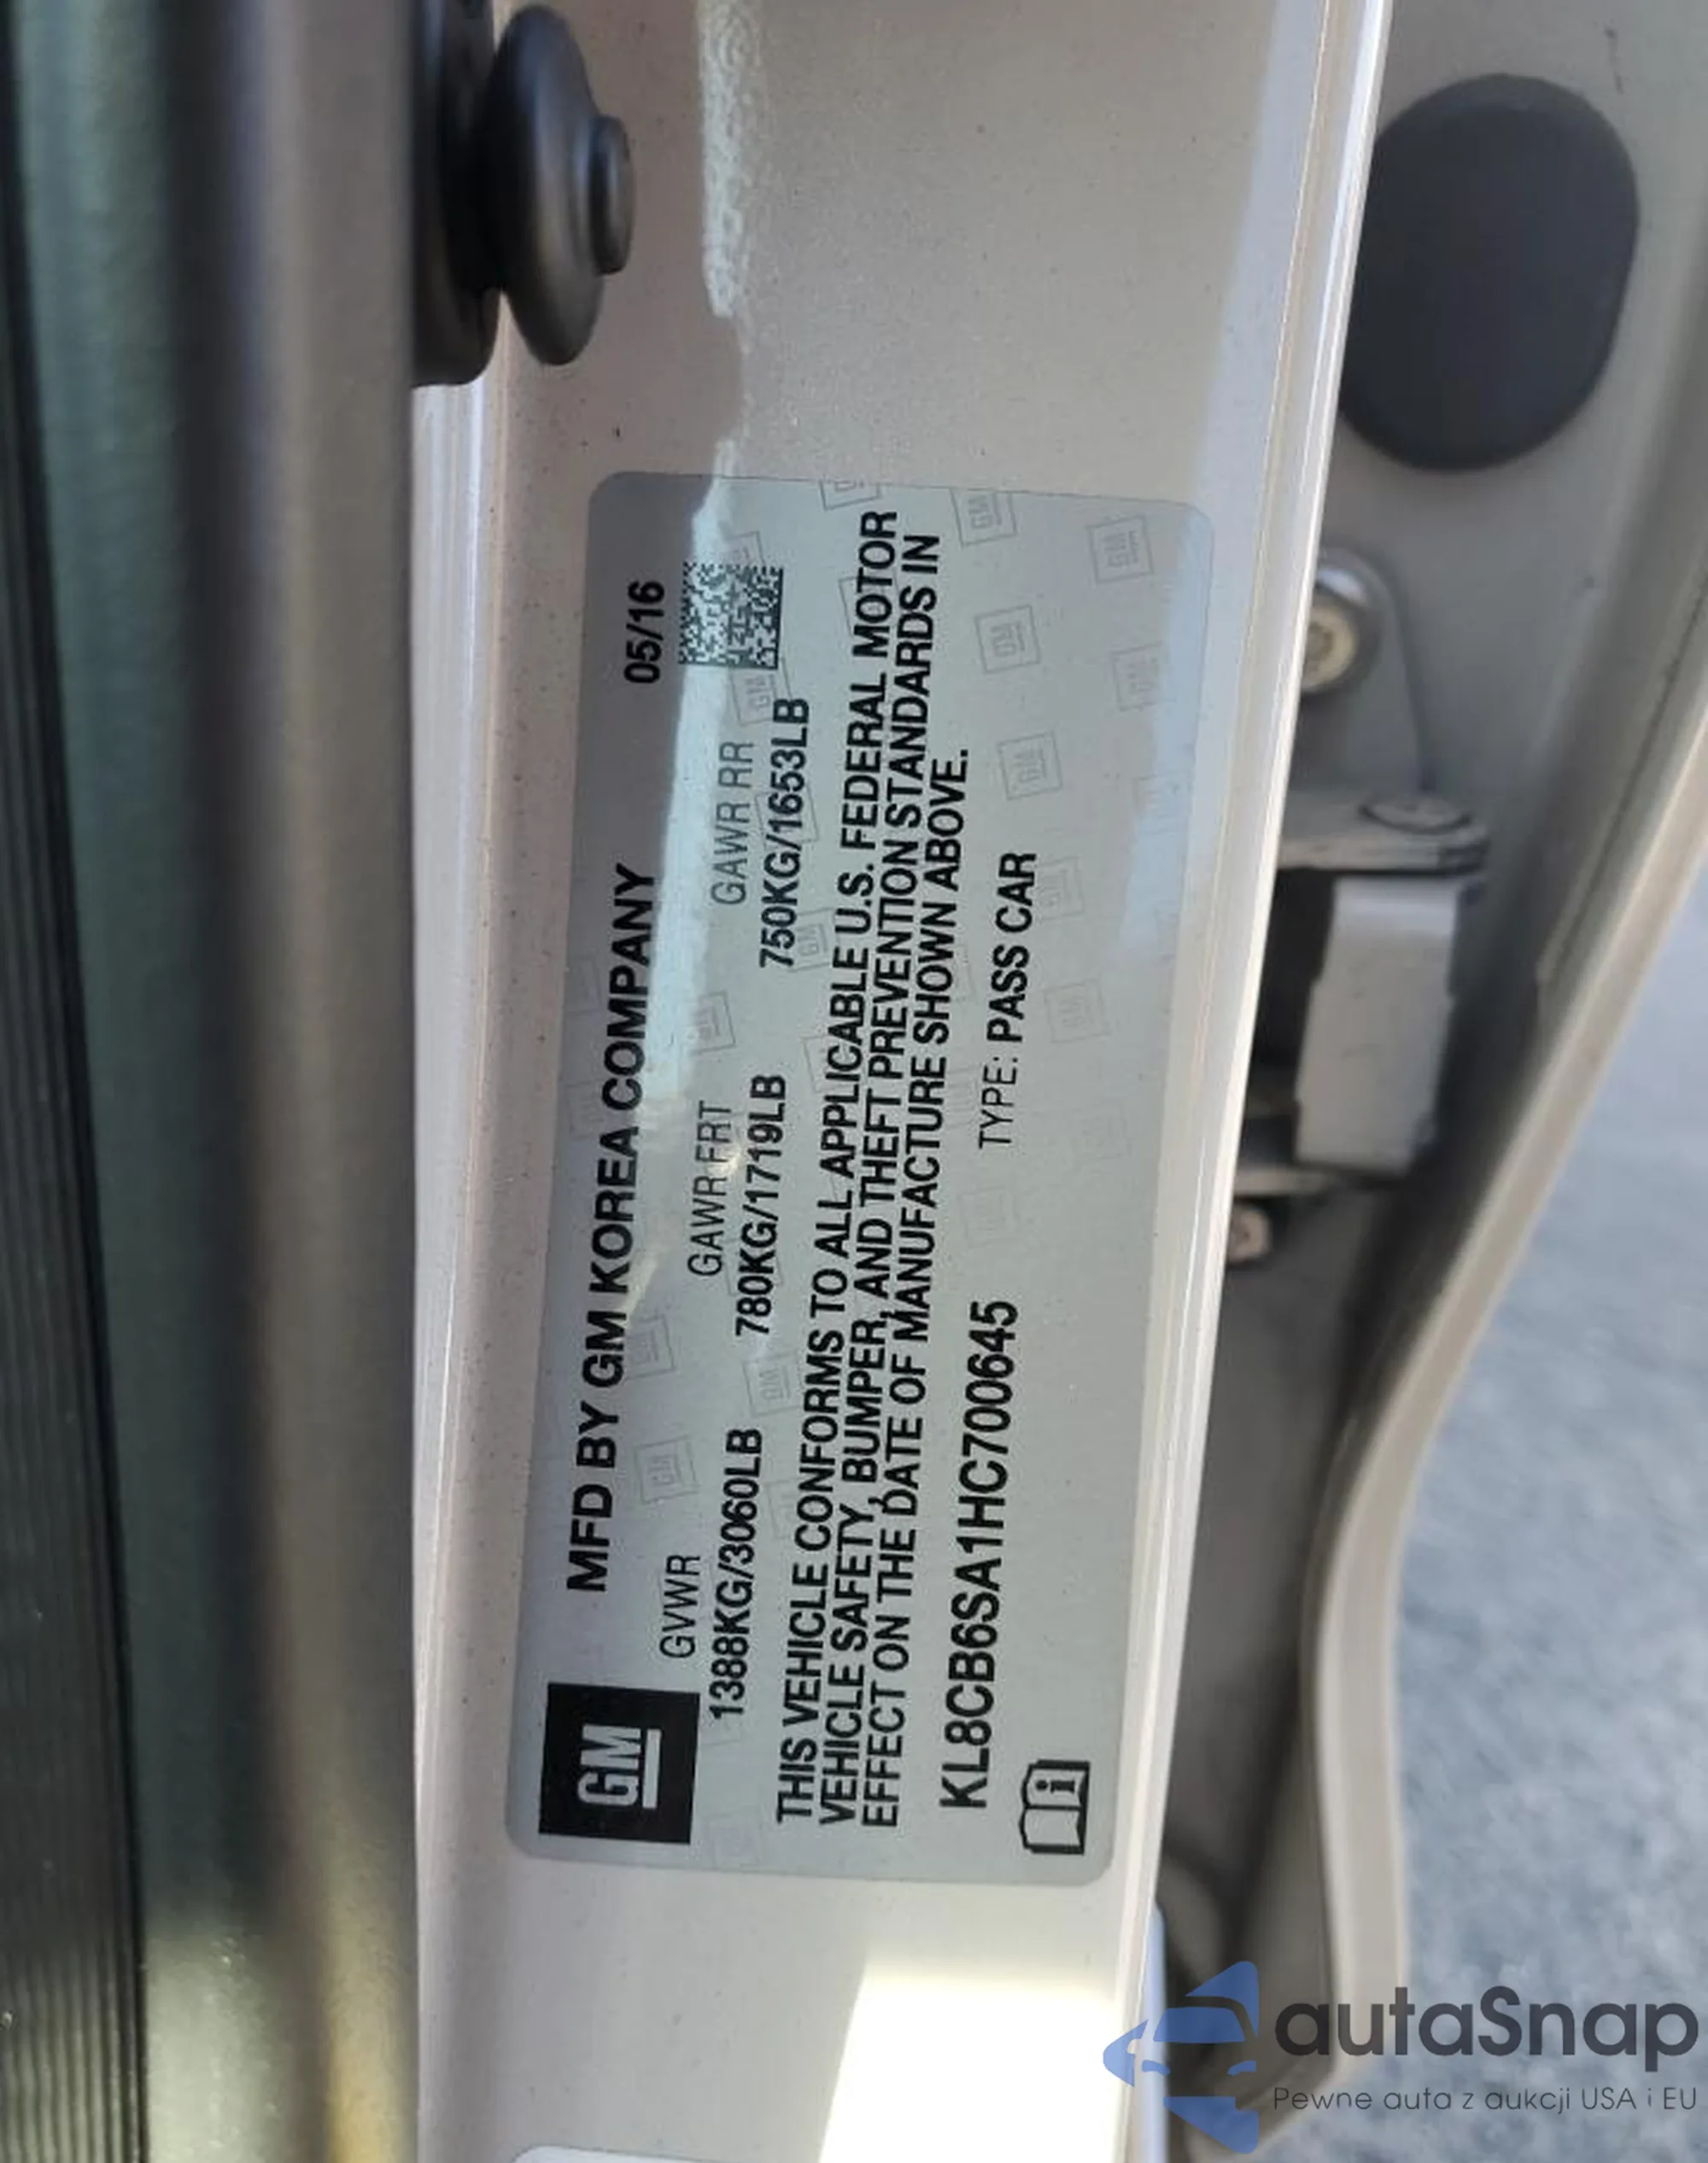 GM
MFD BY GM KOREA COMPANY 05/16
GVWR GAWR FRT GAWR RR
1388KG/3060LB 780KG/1719LB 750KG/1653LB
THIS VEHICLE CONFORMS TO ALL APPLICABLE U.S. FEDERAL MOTOR
VEHICLE SAFETY, BUMPER, AND THEFT PREVENTION STANDARDS IN
EFFECT ON THE DATE OF MANUFACTURE SHOWN ABOVE.
KL8CB6SA1HC700645 TYPE: PASS CAR
autaSnap
Pewne auta z aukcji USA i EU